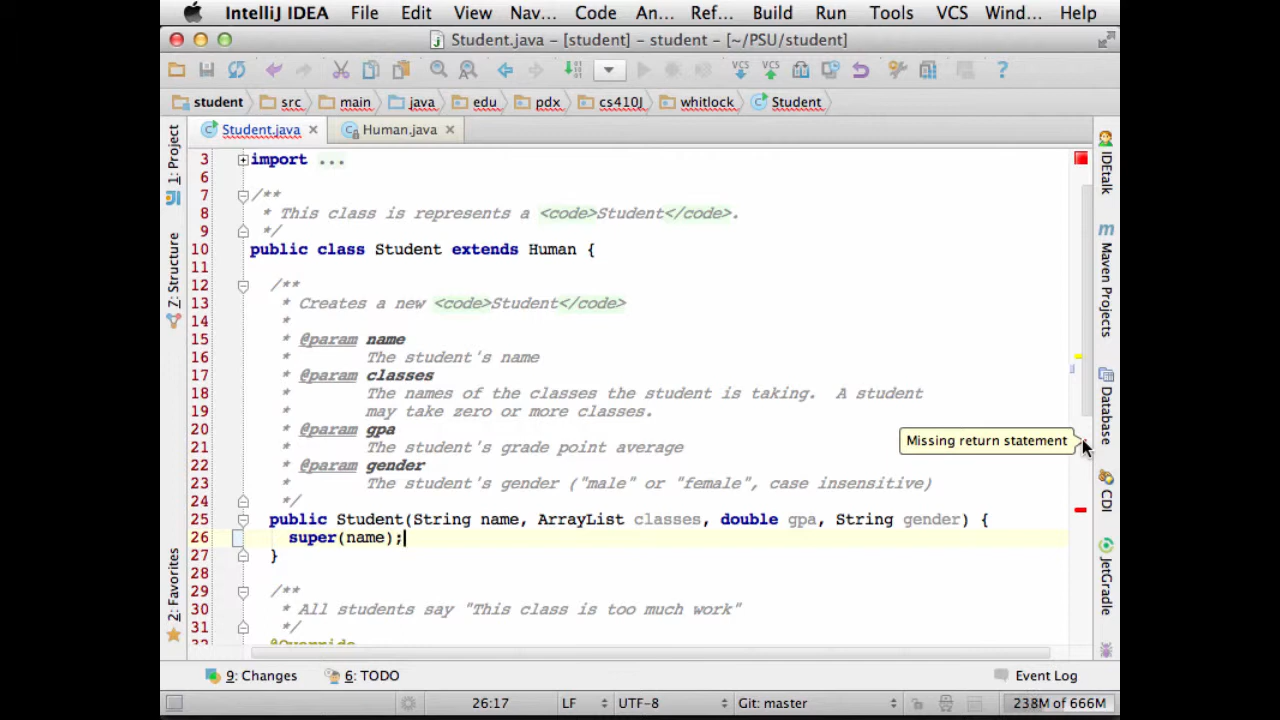 IntelliJ IDEA File Edit View Nav... Code An... Ref... Build Run Tools VCS Wind... Help
Student.java - [student] - student - [~/PSU/student]
VCS VCS ?
student src main java edu pdx cs410J whitlock Student
Student.java Human.java
3 import ...
6
7 /**
8 * This class is represents a <code>Student</code>.
9 */
10 public class Student extends Human {
11
12 /**
13 * Creates a new <code>Student</code>
14 *
15 * @param name
16 * The student's name
17 * @param classes
18 * The names of the classes the student is taking. A student
19 * may take zero or more classes.
20 * @param gpa
21 * The student's grade point average
22 * @param gender
23 * The student's gender ("male" or "female", case insensitive)
24 */
25 public Student(String name, ArrayList classes, double gpa, String gender) {
26 super(name);
27 }
28
29 /**
30 * All students say "This class is too much work"
31 */
32 @Override
Missing return statement
1: Project
7: Structure
2: Favorites
IDEtalk
Maven Projects
Database
CDI
JetGradle
9: Changes 6: TODO Event Log
26:17 LF UTF-8 Git: master 238M of 666M